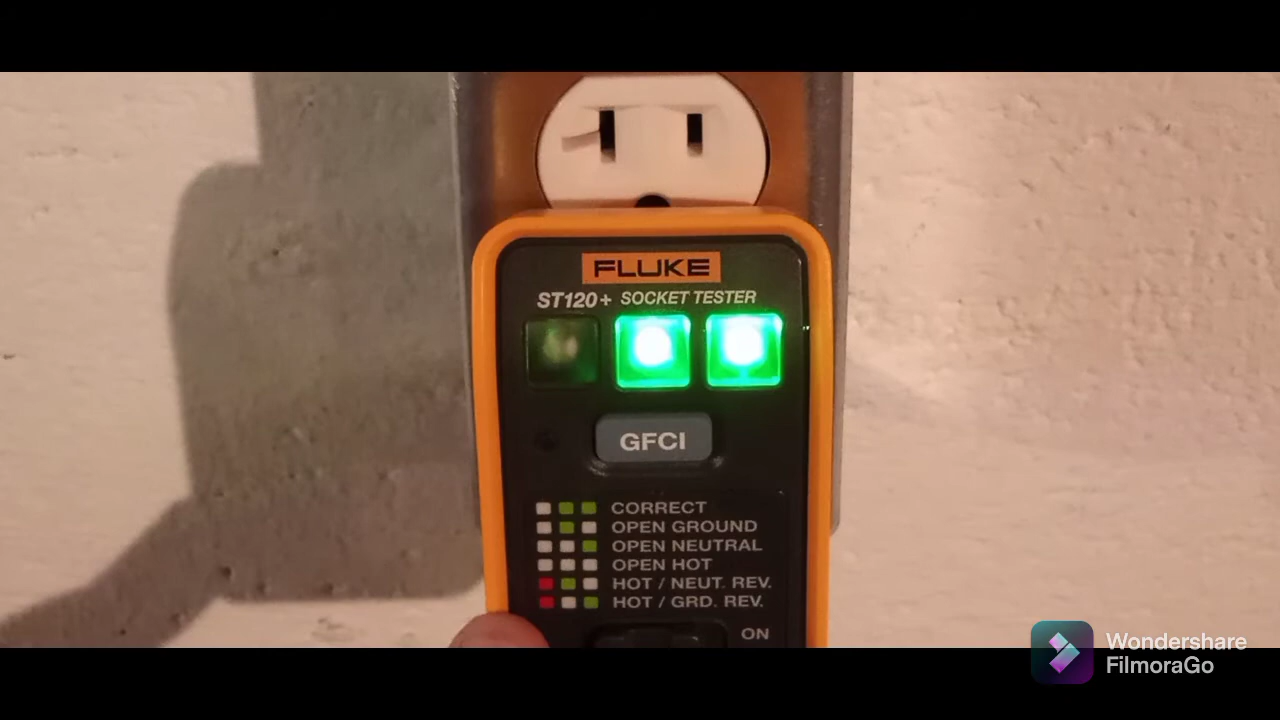 FLUKE
ST120+ SOCKET TESTER
GFCI
CORRECT
OPEN GROUND
OPEN NEUTRAL
OPEN HOT
HOT / NEUT. REV.
HOT / GRD. REV.
ON
Wondershare
FilmoraGo